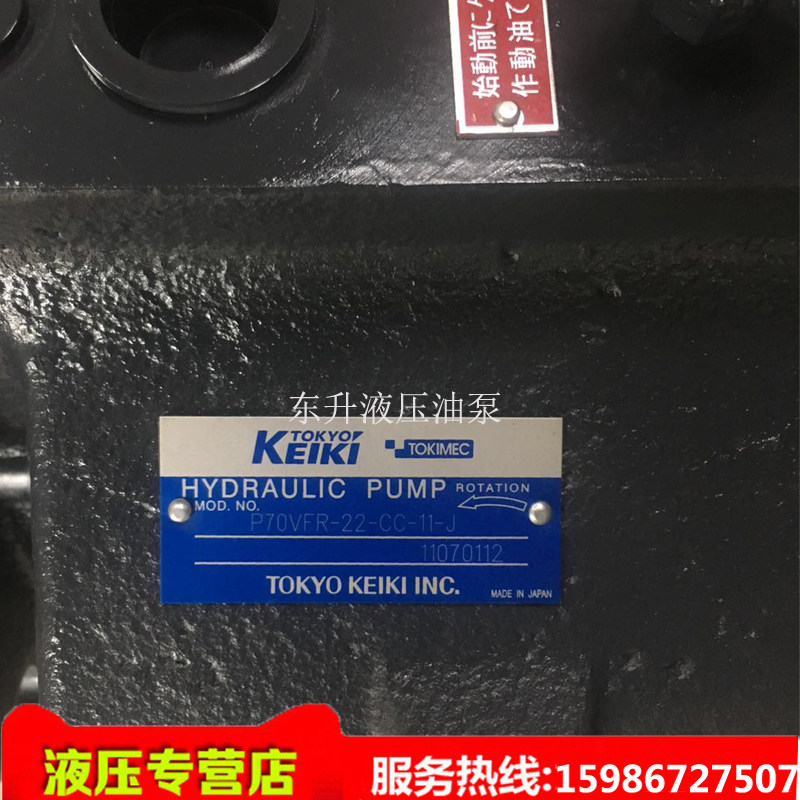 始動前に
作動油て
东升液压油泵
TOKYO
KEIKI
TOKIMEC
HYDRAULIC PUMP ROTATION
MOD. NO.
P70VFR-22-CC-11-J
11070112
TOKYO KEIKI INC.
MADE IN JAPAN
液压专营店
服务热线:15986727507